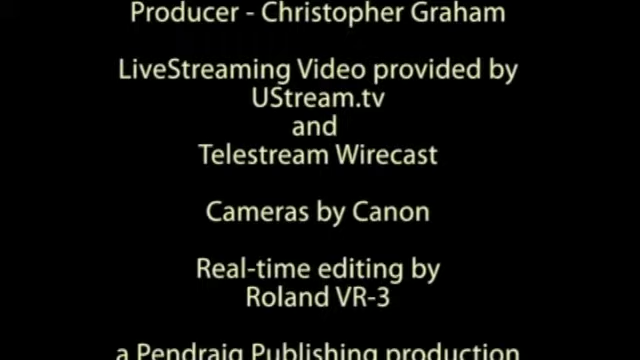 Producer - Christopher Graham
LiveStreaming Video provided by
UStream.tv
and
Telestream Wirecast
Cameras by Canon
Real-time editing by
Roland VR-3
a Pendraig Publishing production